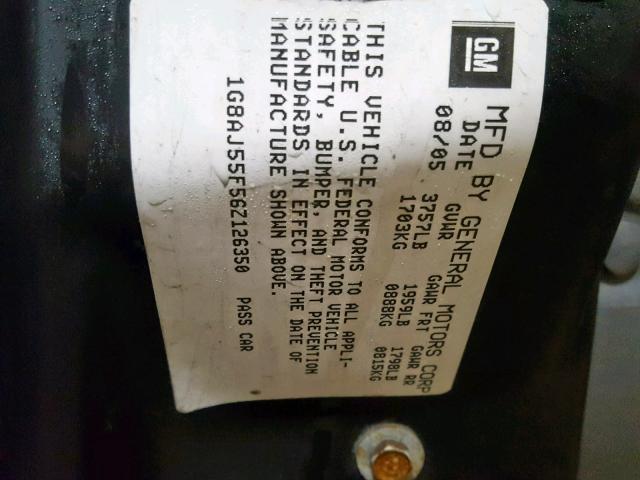 GM
MFD BY GENERAL MOTORS CORP
DATE GVWR GAWR FRT GAWR RR
08/05 3757LB 1959LB 1798LB
1703KG 0888KG 0815KG
THIS VEHICLE CONFORMS TO ALL APPLI-
CABLE U.S. FEDERAL MOTOR VEHICLE
SAFETY, BUMPER, AND THEFT PREVENTION
STANDARDS IN EFFECT ON THE DATE OF
MANUFACTURE SHOWN ABOVE.
1G8AJ55F56Z126350 PASS CAR